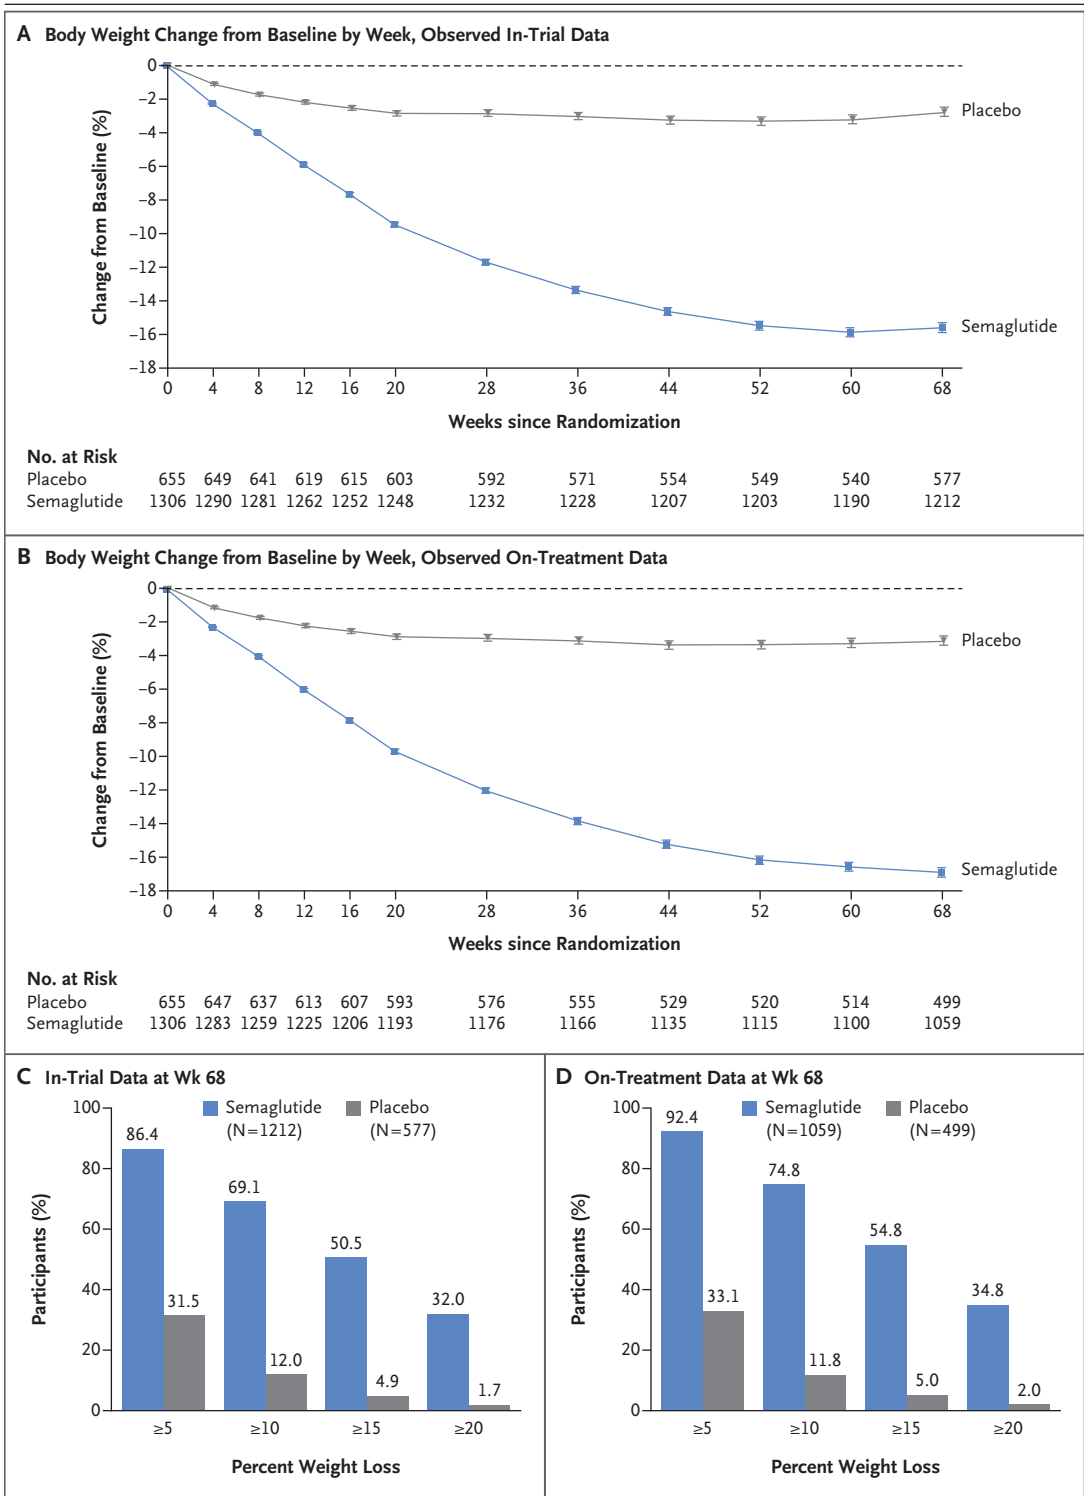 A Body Weight Change from Baseline by Week, Observed In-Trial Data
Change from Baseline (%)
0
–2
–4
–6
–8
–10
–12
–14
–16
–18
Placebo
Semaglutide
0 4 8 12 16 20 28 36 44 52 60 68
Weeks since Randomization
No. at Risk
Placebo 655 649 641 619 615 603 592 571 554 549 540 577
Semaglutide 1306 1290 1281 1262 1252 1248 1232 1228 1207 1203 1190 1212
B Body Weight Change from Baseline by Week, Observed On-Treatment Data
Change from Baseline (%)
0
–2
–4
–6
–8
–10
–12
–14
–16
–18
Placebo
Semaglutide
0 4 8 12 16 20 28 36 44 52 60 68
Weeks since Randomization
No. at Risk
Placebo 655 647 637 613 607 593 576 555 529 520 514 499
Semaglutide 1306 1283 1259 1225 1206 1193 1176 1166 1135 1115 1100 1059
C In-Trial Data at Wk 68
Semaglutide Placebo
(N=1212) (N=577)
Participants (%)
100
80
60
40
20
0
86.4
31.5
69.1
12.0
50.5
4.9
32.0
1.7
≥5 ≥10 ≥15 ≥20
Percent Weight Loss
D On-Treatment Data at Wk 68
Semaglutide Placebo
(N=1059) (N=499)
Participants (%)
100
80
60
40
20
0
92.4
33.1
74.8
11.8
54.8
5.0
34.8
2.0
≥5 ≥10 ≥15 ≥20
Percent Weight Loss